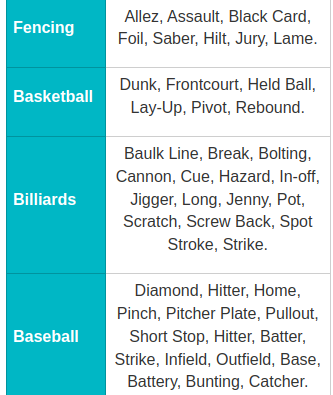 Fencing
Allez, Assault, Black Card,
Foil, Saber, Hilt, Jury, Lame.
Basketball
Dunk, Frontcourt, Held Ball,
Lay-Up, Pivot, Rebound.
Billiards
Baulk Line, Break, Bolting,
Cannon, Cue, Hazard, In-off,
Jigger, Long, Jenny, Pot,
Scratch, Screw Back, Spot
Stroke, Strike.
Baseball
Diamond, Hitter, Home,
Pinch, Pitcher Plate, Pullout,
Short Stop, Hitter, Batter,
Strike, Infield, Outfield, Base,
Battery, Bunting, Catcher.